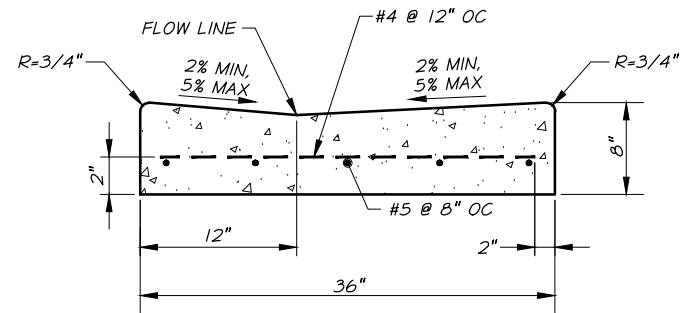 #4 @ 12" OC
FLOW LINE
R=3/4"
2% MIN,
5% MAX
2% MIN,
5% MAX
R=3/4"
2"
8"
#5 @ 8" OC
12"
2"
36"